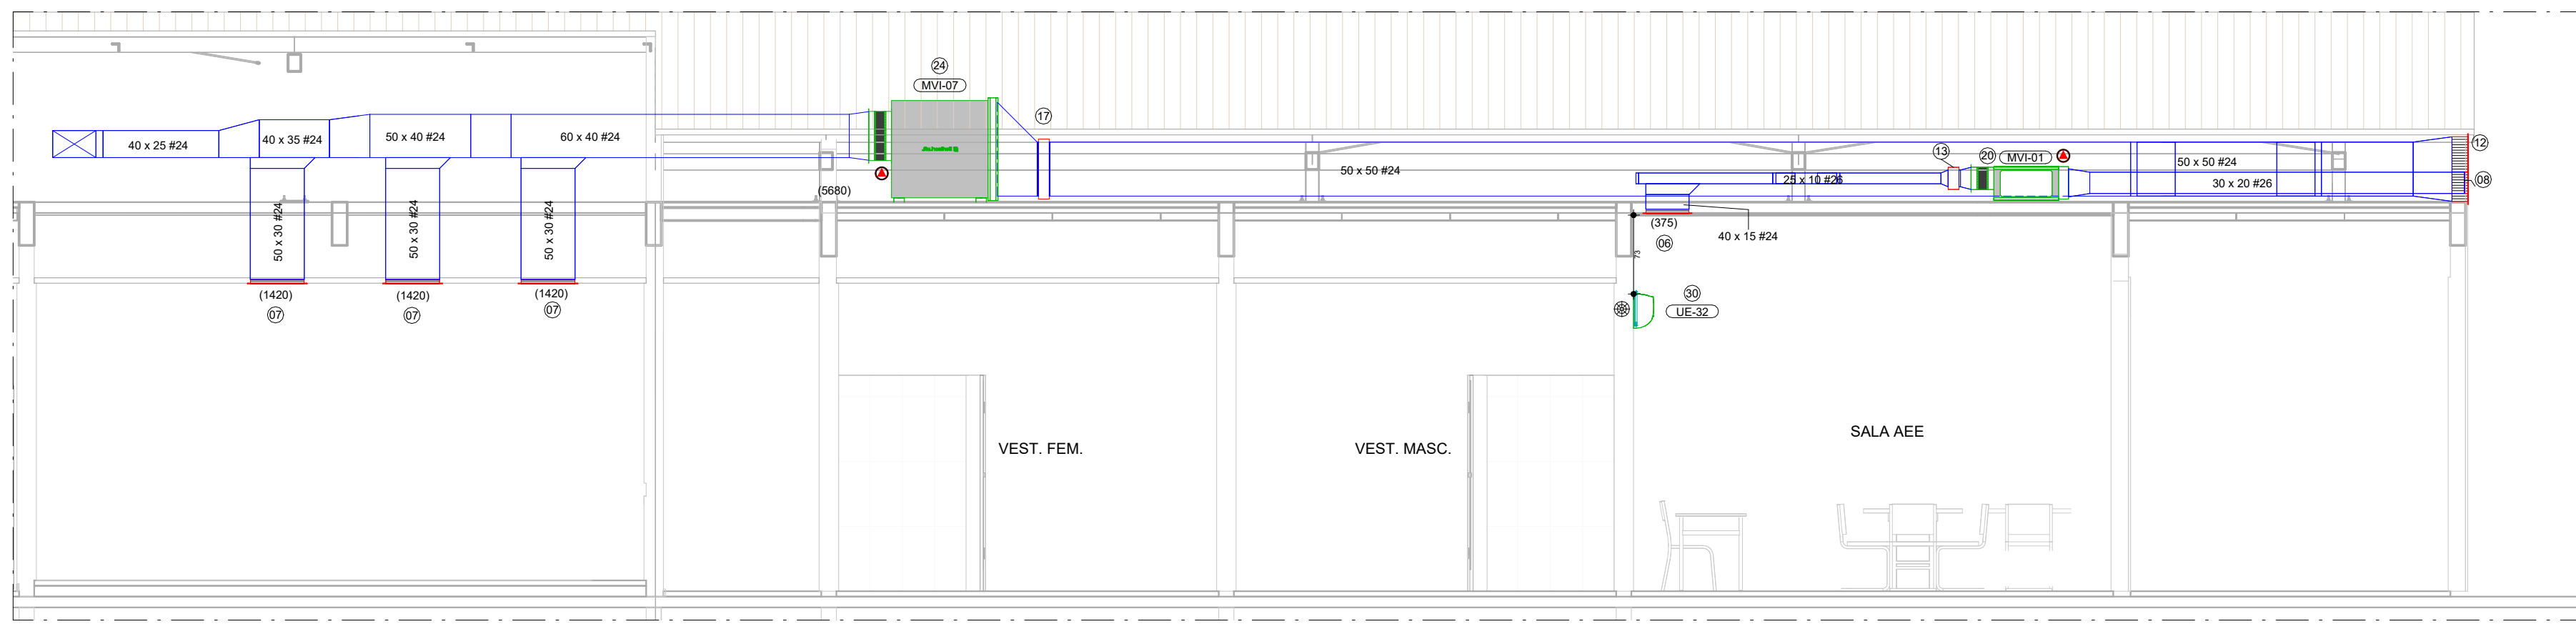 24
MVI-07
17
40 x 25 #24
40 x 35 #24
50 x 40 #24
60 x 40 #24
(5680)
50 x 50 #24
25 x 10 #26
13
20
MVI-01
50 x 50 #24
30 x 20 #26
12
08
50 x 30 #24
50 x 30 #24
50 x 30 #24
(1420)
07
(1420)
07
(1420)
07
(375)
06
40 x 15 #24
73
30
UE-32
VEST. FEM.
VEST. MASC.
SALA AEE